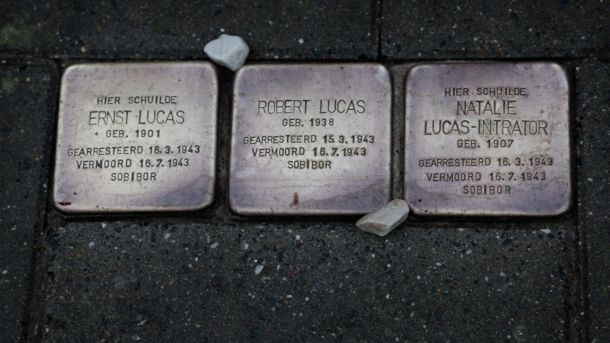 HIER SCHUILDE
ERNST LUCAS
GEB. 1901
GEARRESTEERD 16.3.1943
VERMOORD 16.7.1943
SOBIBOR
ROBERT LUCAS
GEB. 1938
GEARRESTEERD 15.3.1943
VERMOORD 16.7.1943
SOBIBOR
HIER SCHUILDE
NATALIE
LUCAS-INTRATOR
GEB. 1907
GEARRESTEERD 16.3.1943
VERMOORD 16.7.1943
SOBIBOR